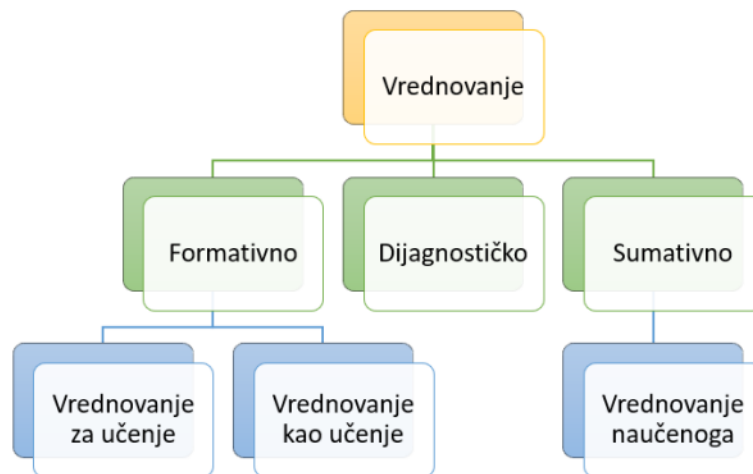 Vrednovanje
Formativno
Dijagnostičko
Sumativno
Vrednovanje
za učenje
Vrednovanje
kao učenje
Vrednovanje
naučenoga